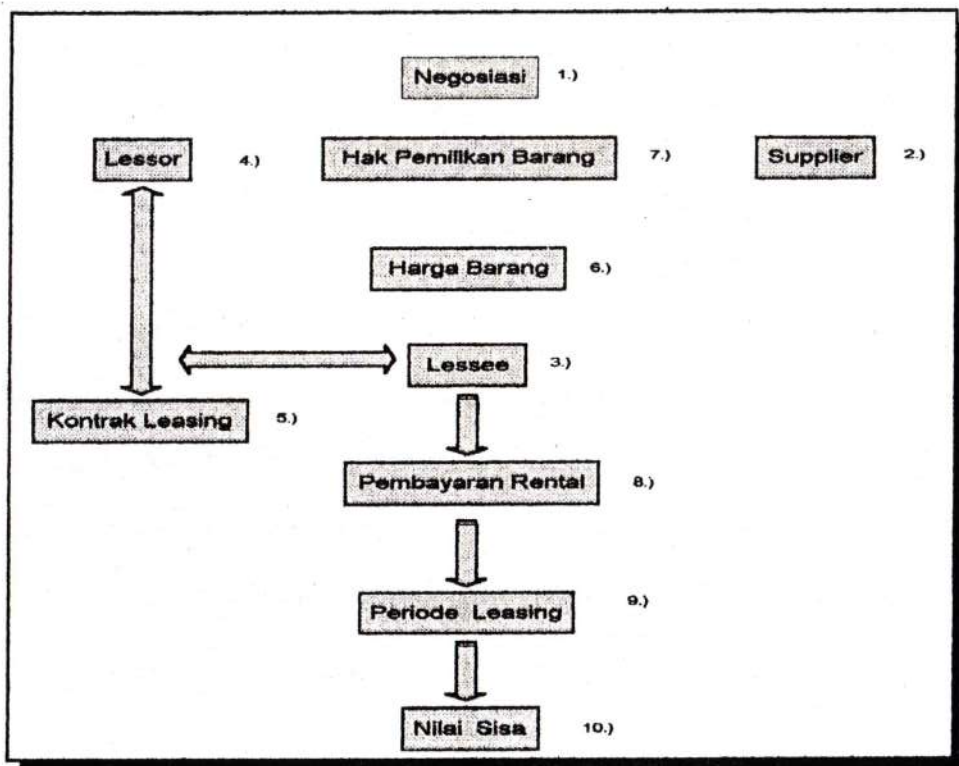 Negosiasi 1.)
Lessor 4.) Hak Pemilikan Barang 7.) Supplier 2.)
Harga Barang 6.)
Lessee 3.)
Kontrak Leasing 5.)
Pembayaran Rental 8.)
Periode Leasing 9.)
Nilai Sisa 10.)